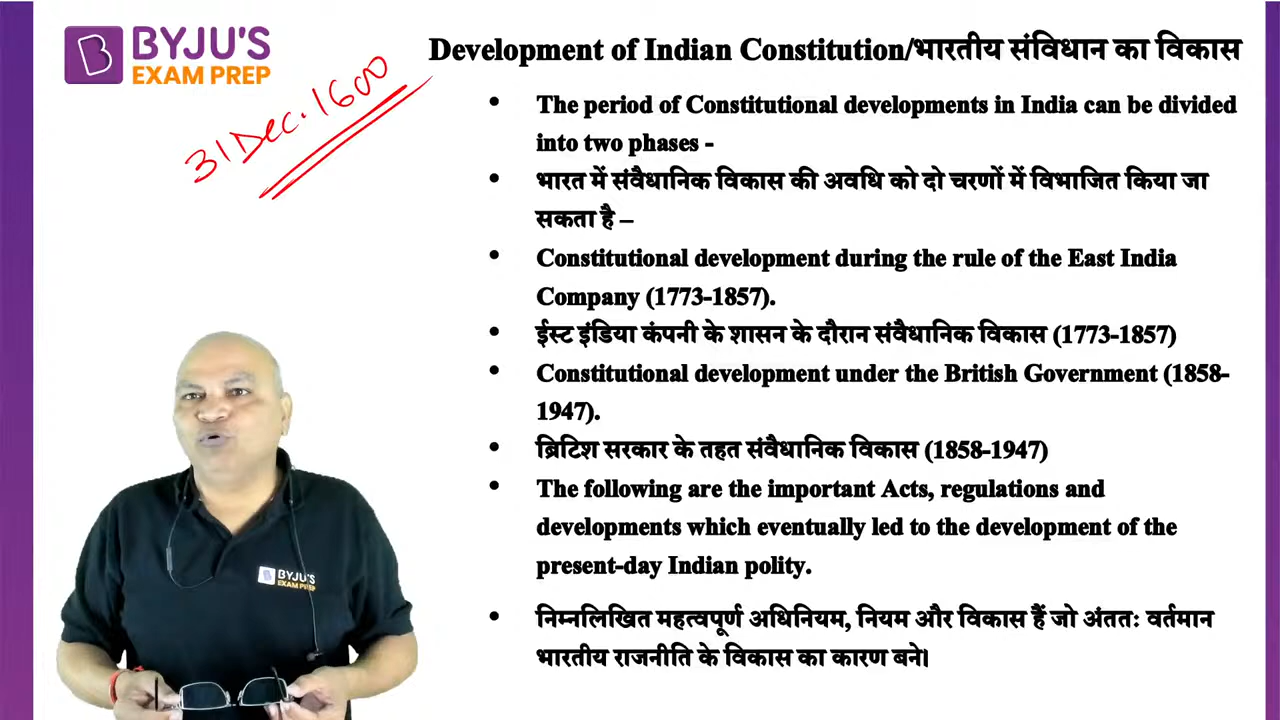 BYJU'S
EXAM PREP
31 Dec. 1600
Development of Indian Constitution/भारतीय संविधान का विकास
• The period of Constitutional developments in India can be divided
into two phases -
• भारत में संवैधानिक विकास की अवधि को दो चरणों में विभाजित किया जा
सकता है –
• Constitutional development during the rule of the East India
Company (1773-1857).
• ईस्ट इंडिया कंपनी के शासन के दौरान संवैधानिक विकास (1773-1857)
• Constitutional development under the British Government (1858-
1947).
• ब्रिटिश सरकार के तहत संवैधानिक विकास (1858-1947)
• The following are the important Acts, regulations and
developments which eventually led to the development of the
present-day Indian polity.
• निम्नलिखित महत्वपूर्ण अधिनियम, नियम और विकास हैं जो अंततः वर्तमान
भारतीय राजनीति के विकास का कारण बने।
BYJU'S
EXAM PREP